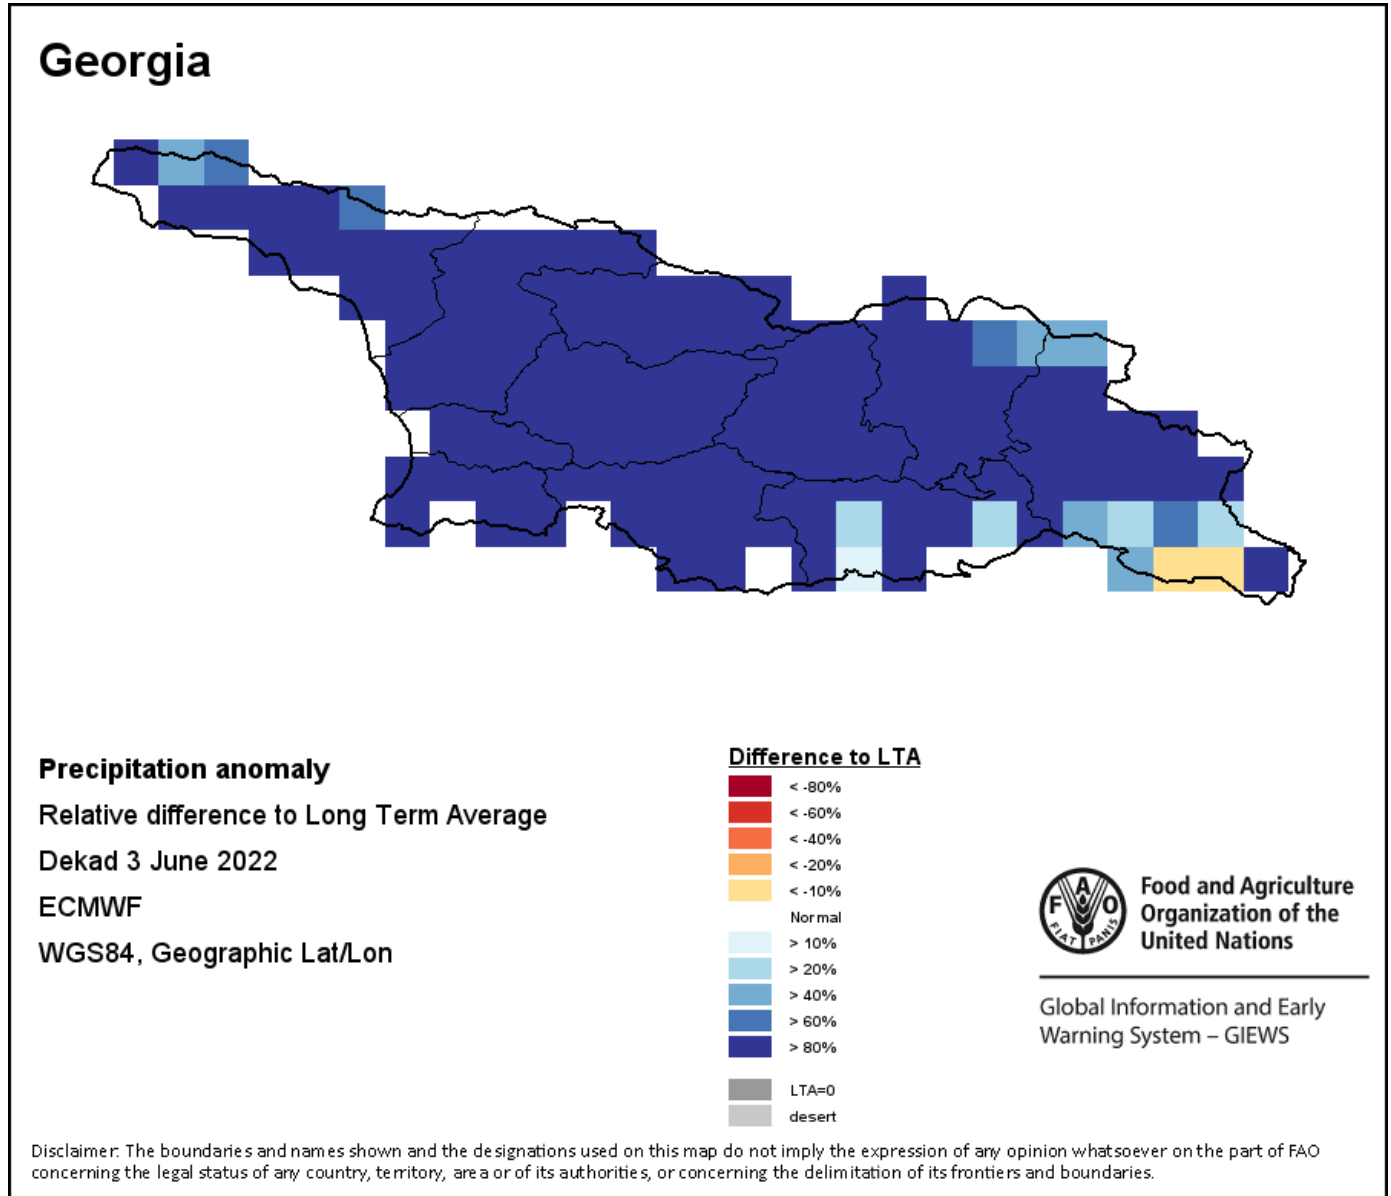 Georgia
Precipitation anomaly
Relative difference to Long Term Average
Dekad 3 June 2022
ECMWF
WGS84, Geographic Lat/Lon
Difference to LTA
< -80%
< -60%
< -40%
< -20%
< -10%
Normal
> 10%
> 20%
> 40%
> 60%
> 80%
LTA=0
desert
F A O
FIAT PANIS
Food and Agriculture
Organization of the
United Nations
Global Information and Early
Warning System – GIEWS
Disclaimer: The boundaries and names shown and the designations used on this map do not imply the expression of any opinion whatsoever on the part of FAO
concerning the legal status of any country, territory, area or of its authorities, or concerning the delimitation of its frontiers and boundaries.